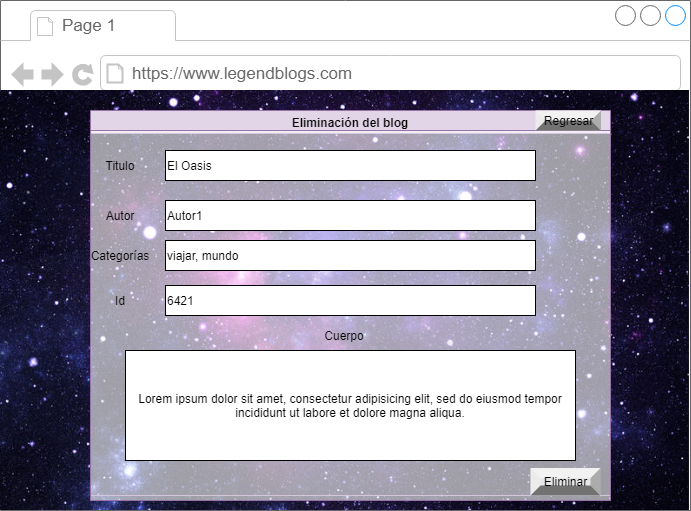 Page 1
https://www.legendblogs.com
Eliminación del blog
Regresar
Titulo
El Oasis
Autor
Autor1
Categorías
viajar, mundo
Id
6421
Cuerpo
Lorem ipsum dolor sit amet, consectetur adipisicing elit, sed do eiusmod tempor
incididunt ut labore et dolore magna aliqua.
Eliminar